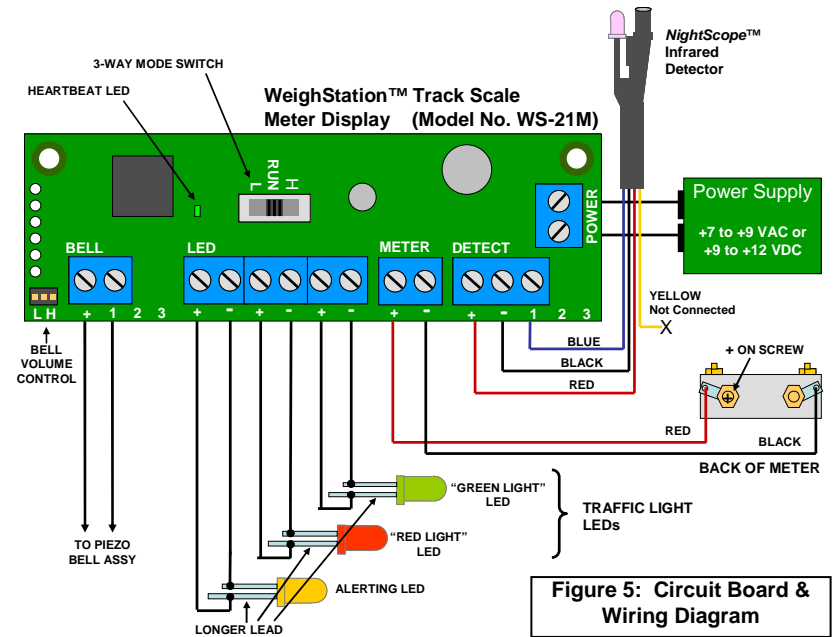 NightScope™
Infrared
Detector
3-WAY MODE SWITCH
HEARTBEAT LED
WeighStation™ Track Scale
Meter Display (Model No. WS-21M)
L RUN H
POWER
Power Supply
+7 to +9 VAC or
+9 to +12 VDC
BELL
LED
METER
DETECT
L H
+ 1 2 3
+ - + - + -
+ -
+ - 1 2 3
YELLOW
Not Connected
X
BELL
VOLUME
CONTROL
BLUE
BLACK
RED
+ ON SCREW
+
RED
BLACK
BACK OF METER
"GREEN LIGHT"
LED
TRAFFIC LIGHT
LEDs
"RED LIGHT"
LED
TO PIEZO
BELL ASSY
ALERTING LED
LONGER LEAD
Figure 5: Circuit Board &
Wiring Diagram